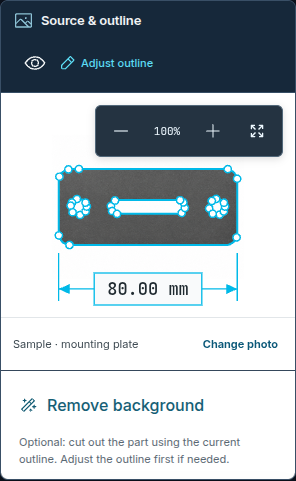 Source & outline
Adjust outline
100%
80.00 mm
Sample · mounting plate
Change photo
Remove background
Optional: cut out the part using the current
outline. Adjust the outline first if needed.